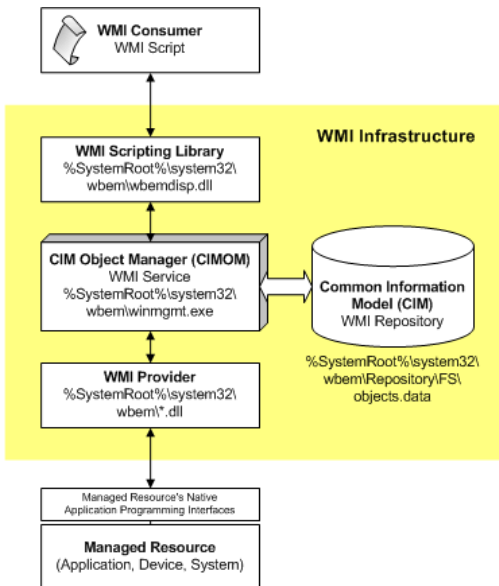 WMI Consumer
WMI Script
WMI Infrastructure
WMI Scripting Library
%SystemRoot%\system32\
wbem\wbemdisp.dll
CIM Object Manager (CIMOM)
WMI Service
%SystemRoot%\system32\
wbem\winmgmt.exe
Common Information
Model (CIM)
WMI Repository
%SystemRoot%\system32\
wbem\Repository\FS\
objects.data
WMI Provider
%SystemRoot%\system32\
wbem\*.dll
Managed Resource's Native
Application Programming Interfaces
Managed Resource
(Application, Device, System)